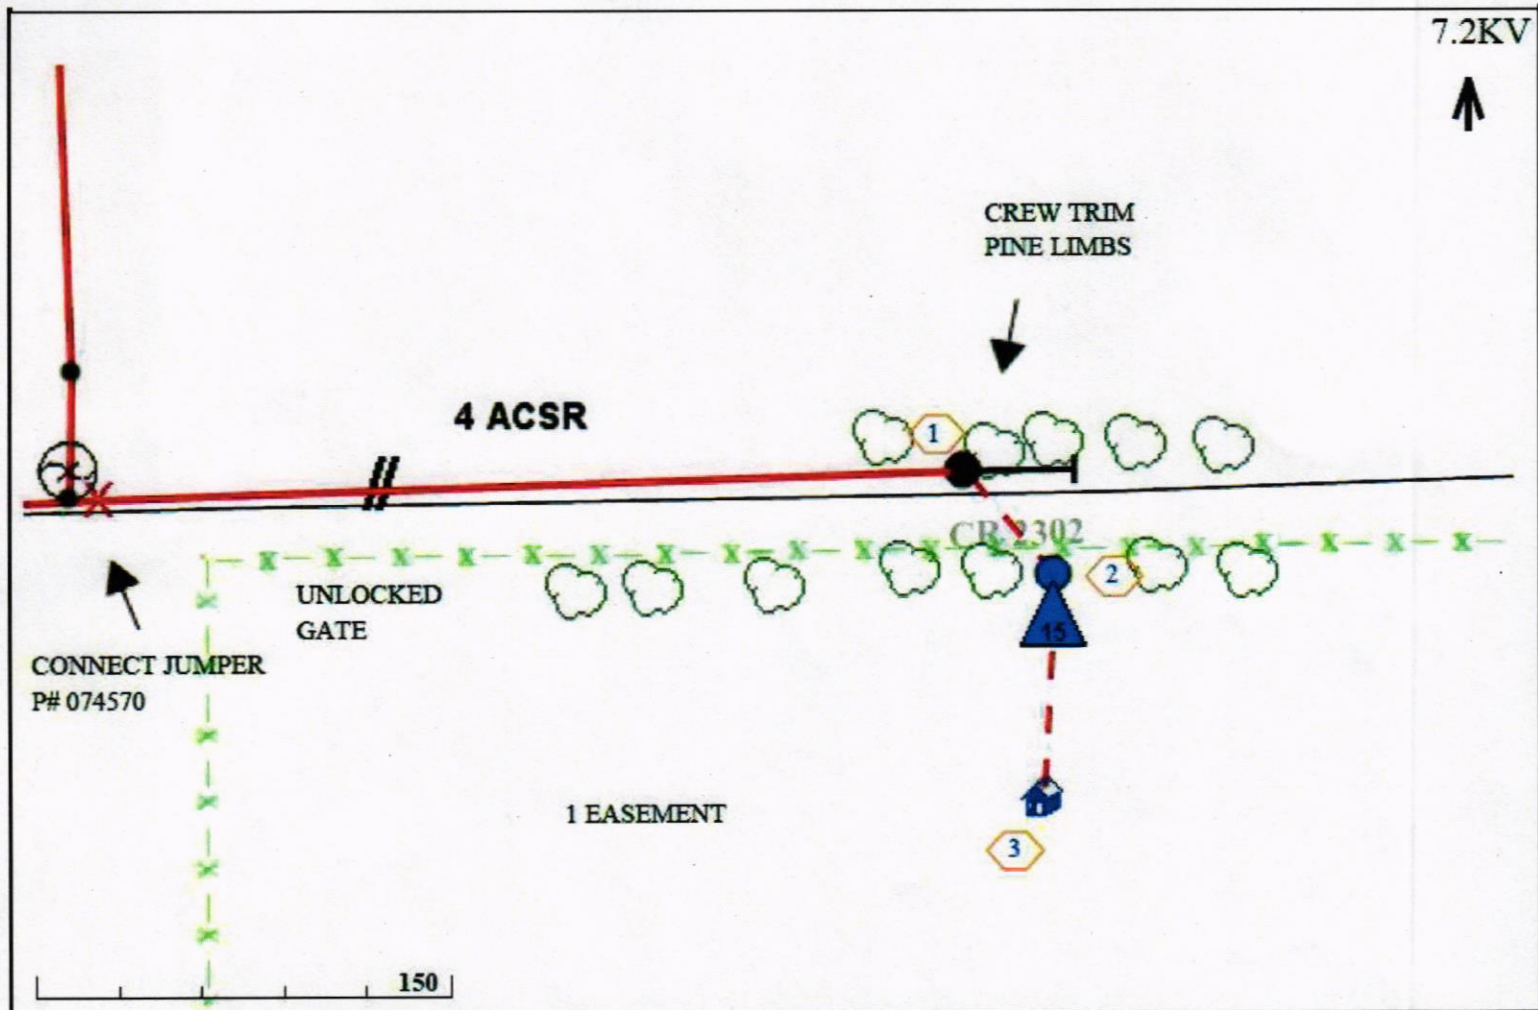 7.2KV
CREW TRIM
PINE LIMBS
4 ACSR
1
CR 2302
2
UNLOCKED
GATE
15
CONNECT JUMPER
P# 074570
1 EASEMENT
3
150